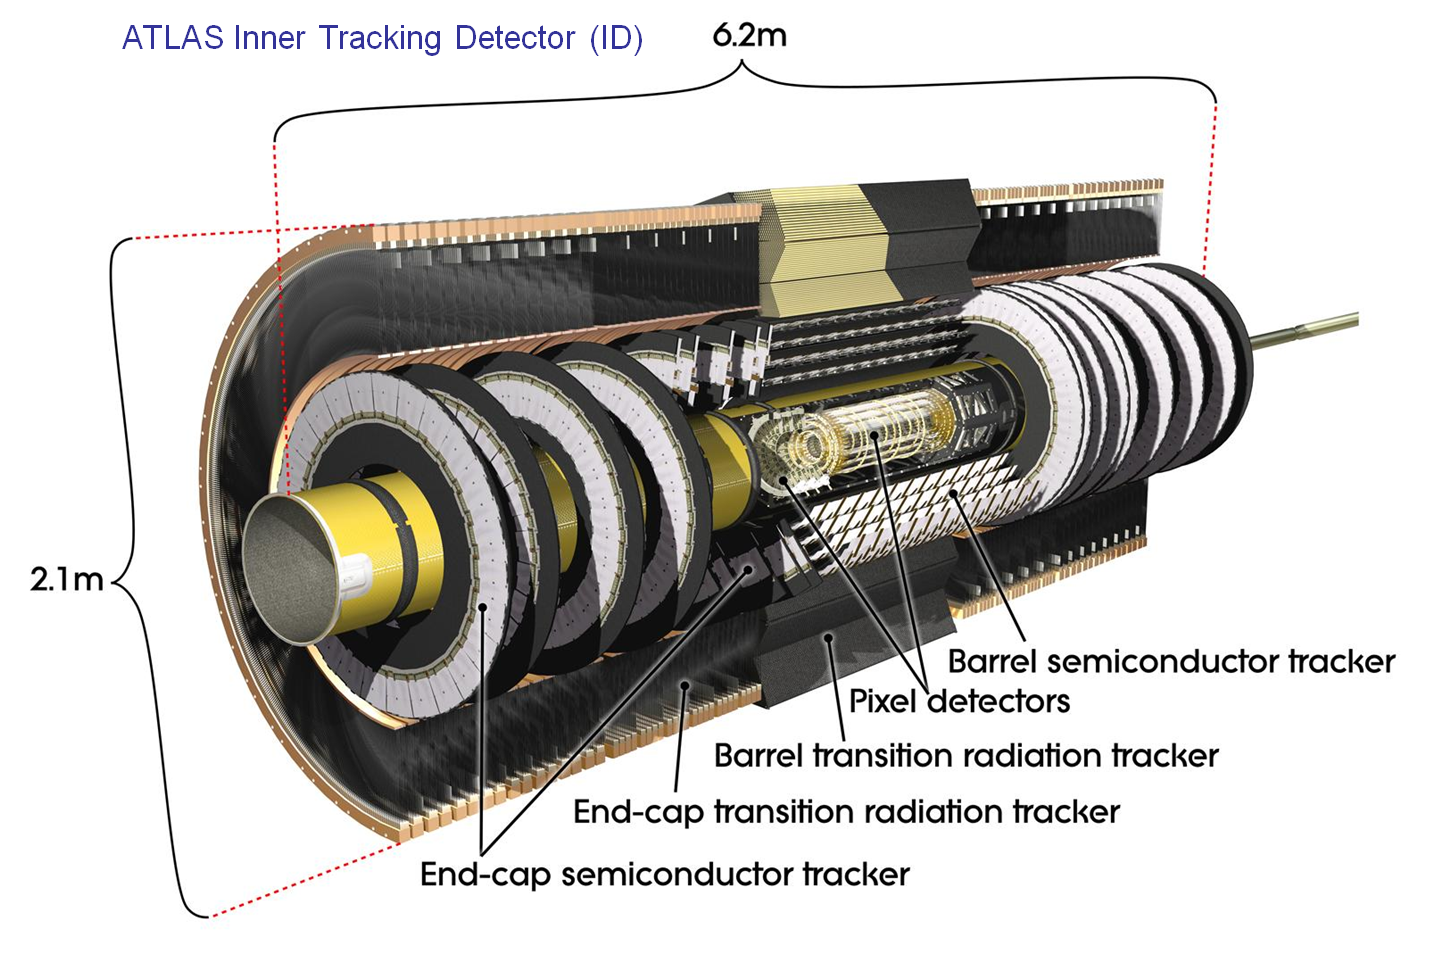 ATLAS Inner Tracking Detector (ID)
6.2m
2.1m
Barrel semiconductor tracker
Pixel detectors
Barrel transition radiation tracker
End-cap transition radiation tracker
End-cap semiconductor tracker